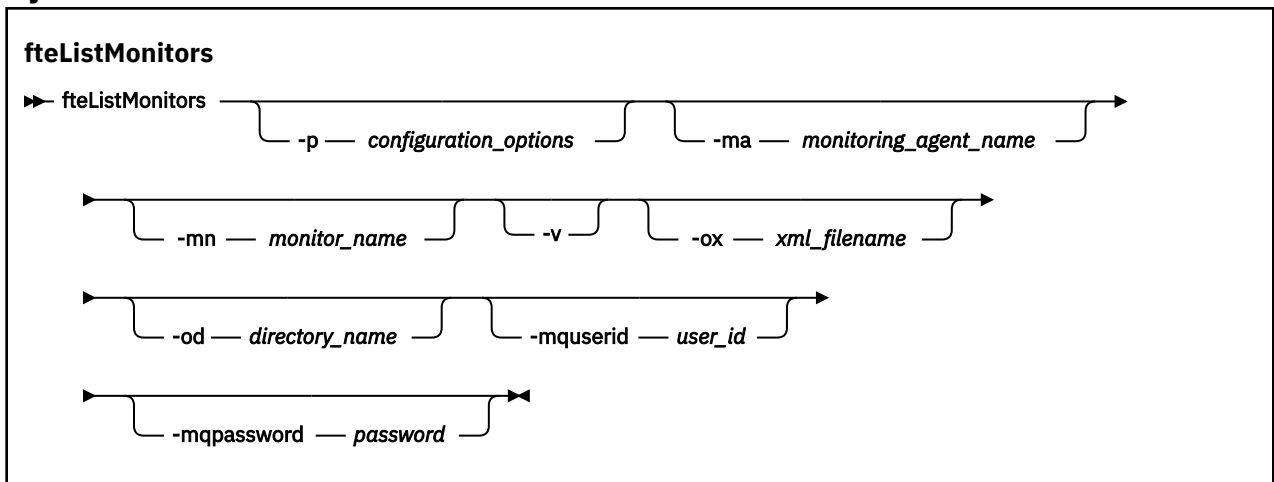 fteListMonitors
fteListMonitors
-p configuration_options -ma monitoring_agent_name
-mn monitor_name -v -ox xml_filename
-od directory_name -mquserid user_id
-mqpassword password